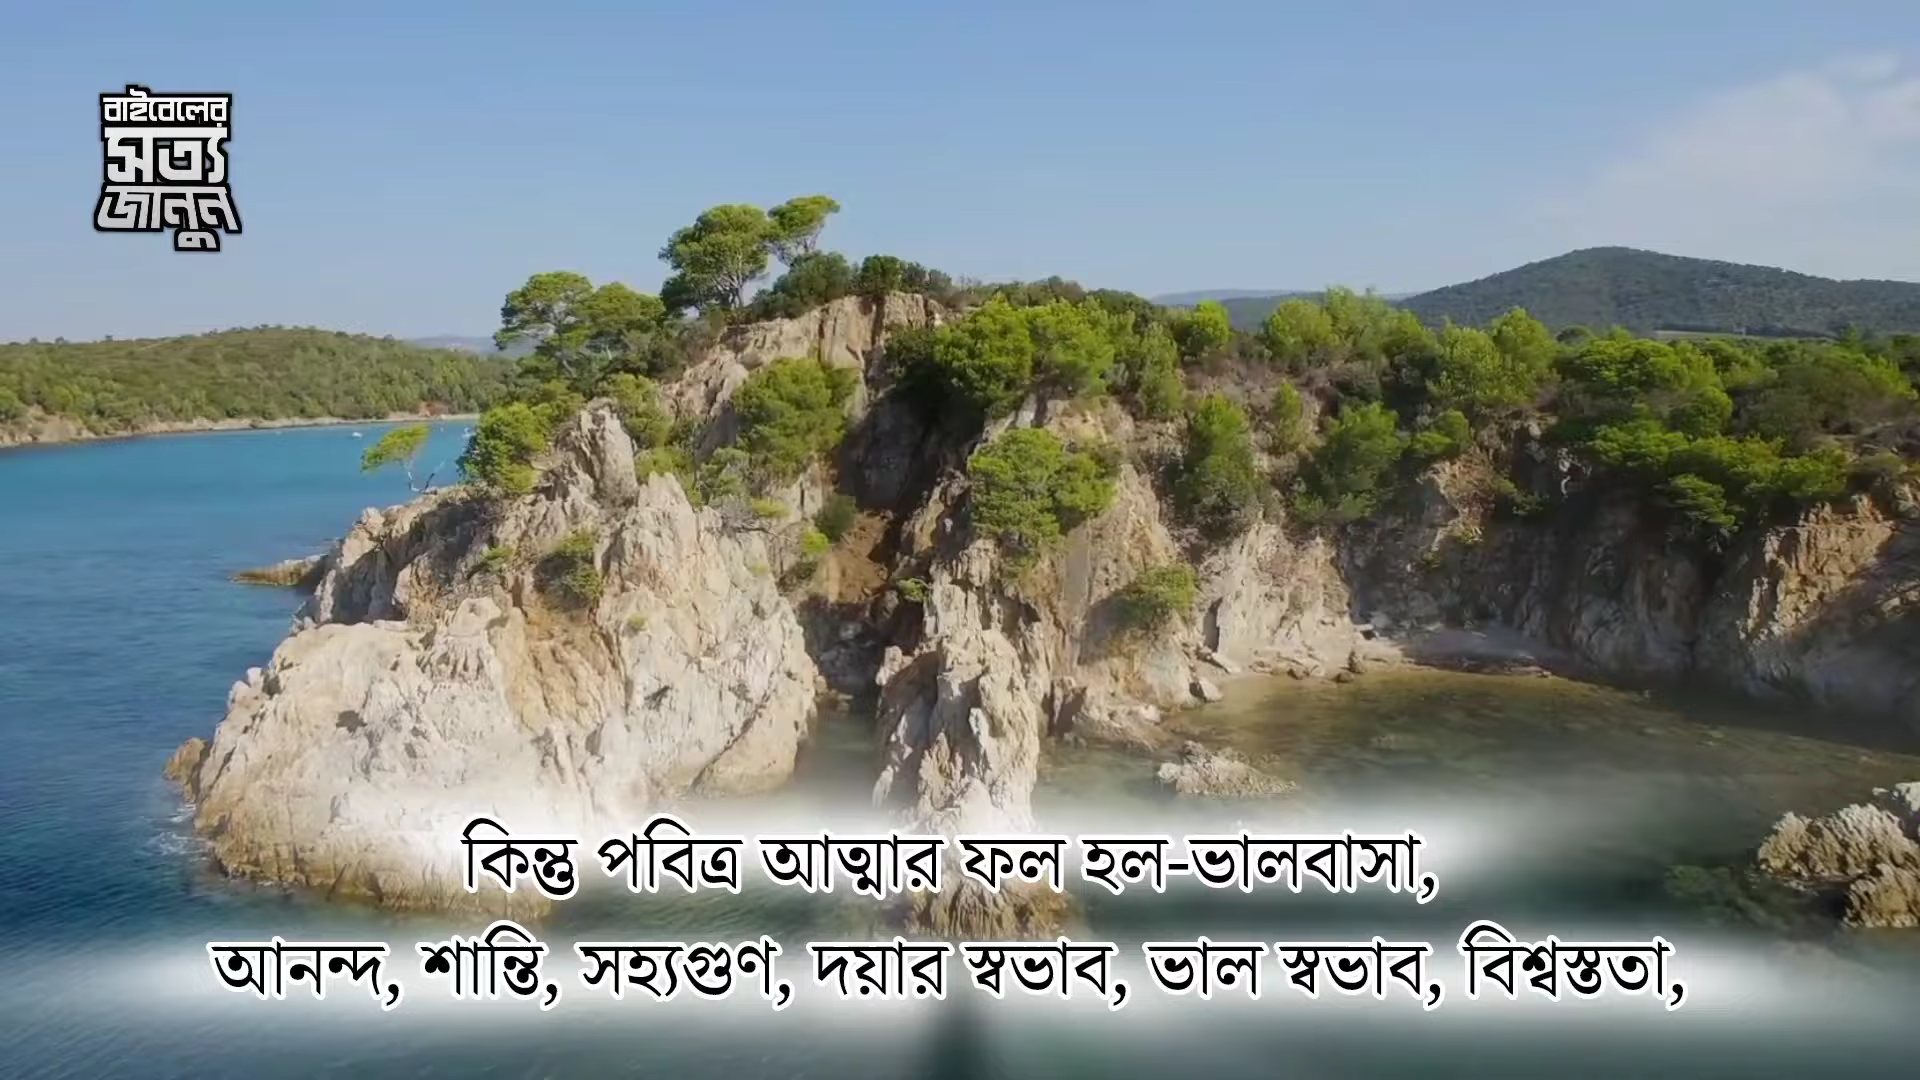 বাইবেলের
সত্য
জানুন
কিন্তু পবিত্র আত্মার ফল হল-ভালবাসা,
আনন্দ, শান্তি, সহ্যগুণ, দয়ার স্বভাব, ভাল স্বভাব, বিশ্বস্ততা,